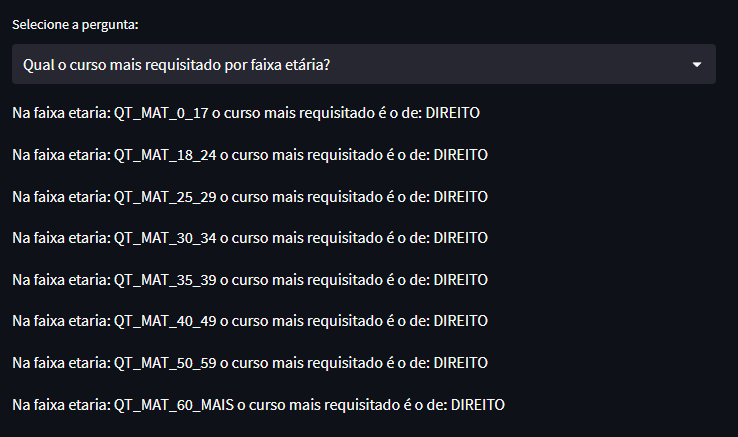 Selecione a pergunta:
Qual o curso mais requisitado por faixa etária?
Na faixa etaria: QT_MAT_0_17 o curso mais requisitado é o de: DIREITO
Na faixa etaria: QT_MAT_18_24 o curso mais requisitado é o de: DIREITO
Na faixa etaria: QT_MAT_25_29 o curso mais requisitado é o de: DIREITO
Na faixa etaria: QT_MAT_30_34 o curso mais requisitado é o de: DIREITO
Na faixa etaria: QT_MAT_35_39 o curso mais requisitado é o de: DIREITO
Na faixa etaria: QT_MAT_40_49 o curso mais requisitado é o de: DIREITO
Na faixa etaria: QT_MAT_50_59 o curso mais requisitado é o de: DIREITO
Na faixa etaria: QT_MAT_60_MAIS o curso mais requisitado é o de: DIREITO